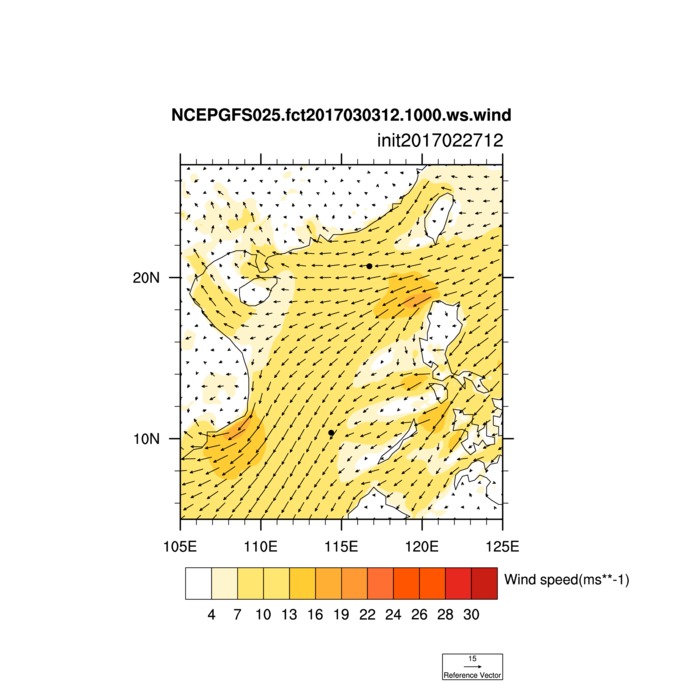 NCEPGFS025.fct2017030312.1000.ws.wind
init2017022712
20N
10N
105E 110E 115E 120E 125E
Wind speed(ms**-1)
4 7 10 13 16 19 22 24 26 28 30
15
Reference Vector